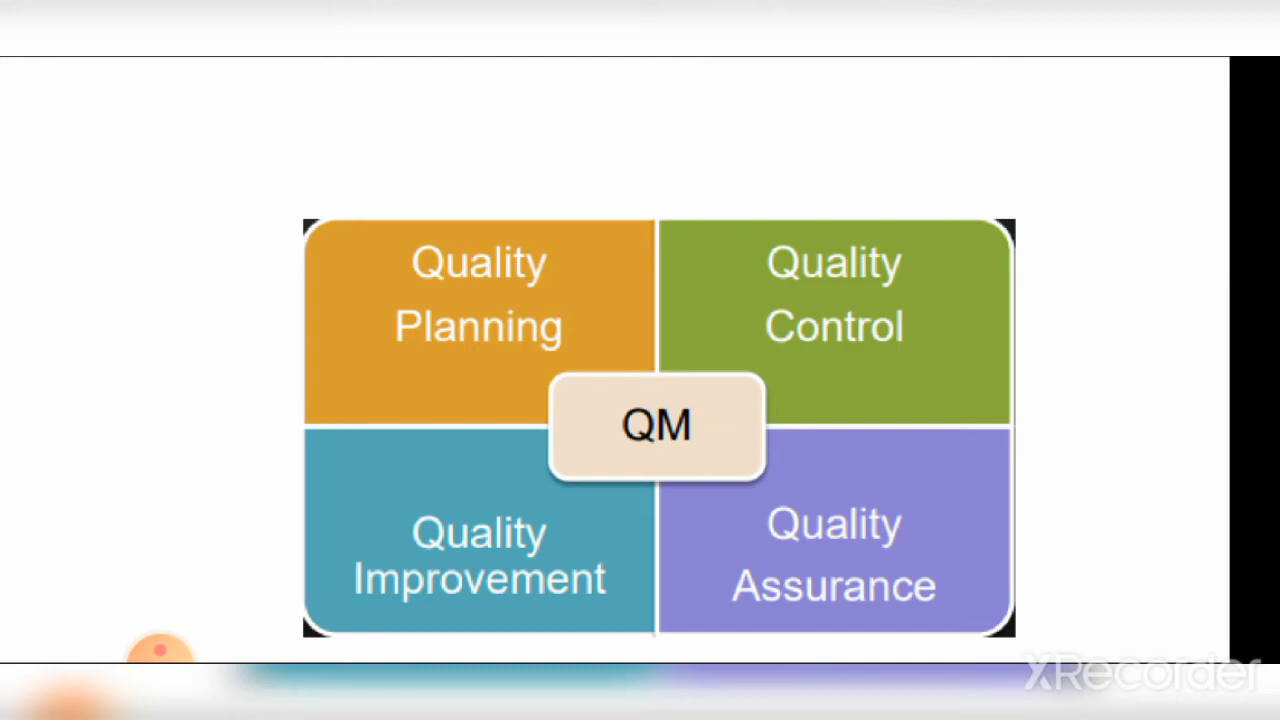 Quality
Planning
Quality
Control
QM
Quality
Improvement
Quality
Assurance
XRecorder